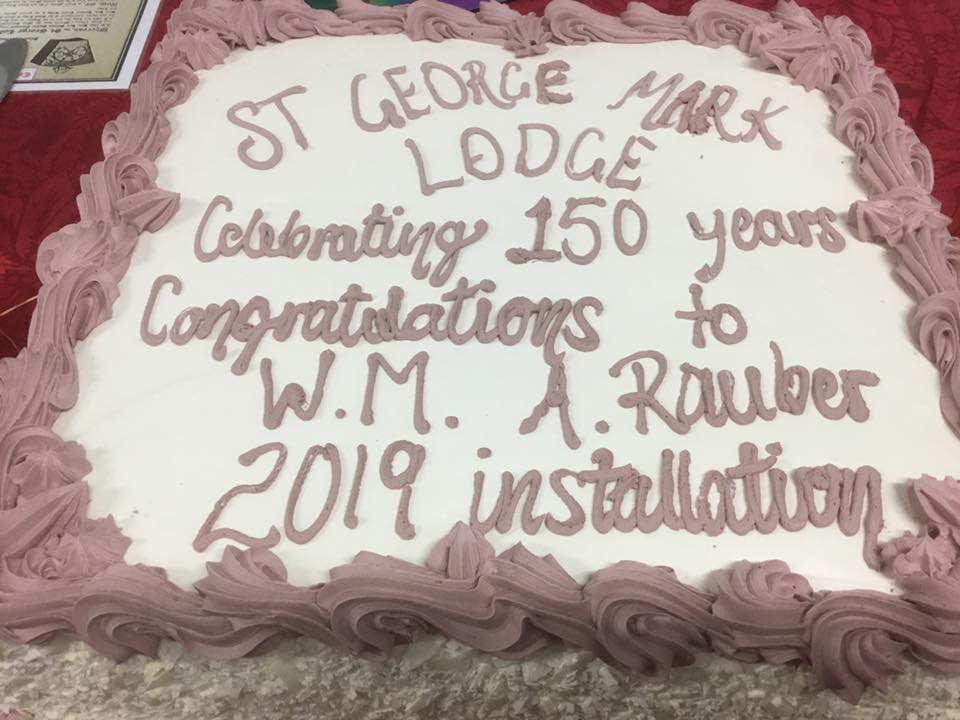 ST GEORGE MARK
LODGE
Celebrating 150 years
Congratulations to
W.M. A. Rauber
2019 installation